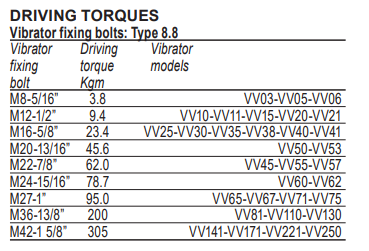 DRIVING TORQUES
Vibrator fixing bolts: Type 8.8
Vibrator Driving Vibrator
fixing torque models
bolt Kgm
M8-5/16" 3.8 VV03-VV05-VV06
M12-1/2" 9.4 VV10-VV11-VV15-VV20-VV21
M16-5/8" 23.4 VV25-VV30-VV35-VV38-VV40-VV41
M20-13/16" 45.6 VV50-VV53
M22-7/8" 62.0 VV45-VV55-VV57
M24-15/16" 78.7 VV60-VV62
M27-1" 95.0 VV65-VV67-VV71-VV75
M36-13/8" 200 VV81-VV110-VV130
M42-1 5/8" 305 VV141-VV171-VV221-VV250